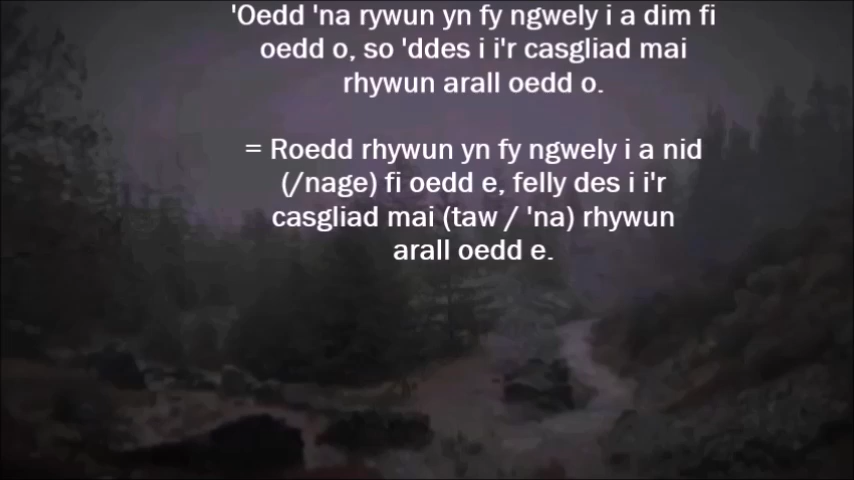 'Oedd 'na rywun yn fy ngwely i a dim fi
oedd o, so 'ddes i i'r casgliad mai
rhywun arall oedd o.
= Roedd rhywun yn fy ngwely i a nid
(/nage) fi oedd e, felly des i i'r
casgliad mai (taw / 'na) rhywun
arall oedd e.